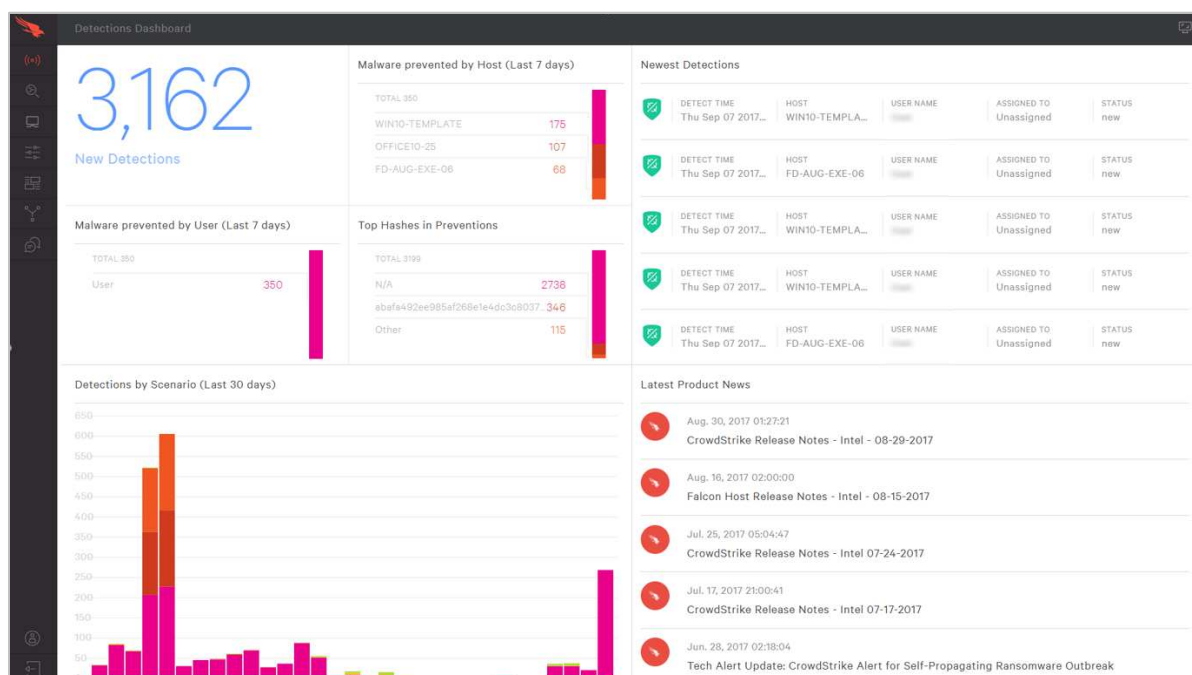 Detections Dashboard
3,162
New Detections
Malware prevented by Host (Last 7 days)
TOTAL 350
WIN10-TEMPLATE 175
OFFICE10-25 107
FD-AUG-EXE-06 68
Malware prevented by User (Last 7 days)
TOTAL 350
User 350
Top Hashes in Preventions
TOTAL 3199
N/A 2738
abafa492ee985af266e1e4dc3c8037... 346
Other 115
Newest Detections
DETECT TIME HOST USER NAME ASSIGNED TO STATUS
Thu Sep 07 2017... WIN10-TEMPLA... Unassigned new
DETECT TIME HOST USER NAME ASSIGNED TO STATUS
Thu Sep 07 2017... FD-AUG-EXE-06 Unassigned new
DETECT TIME HOST USER NAME ASSIGNED TO STATUS
Thu Sep 07 2017... WIN10-TEMPLA... Unassigned new
DETECT TIME HOST USER NAME ASSIGNED TO STATUS
Thu Sep 07 2017... WIN10-TEMPLA... Unassigned new
DETECT TIME HOST USER NAME ASSIGNED TO STATUS
Thu Sep 07 2017... FD-AUG-EXE-06 Unassigned new
Detections by Scenario (Last 30 days)
650
600
550
500
450
400
350
300
250
200
150
100
50
Latest Product News
Aug. 30, 2017 01:27:21
CrowdStrike Release Notes - Intel - 08-29-2017
Aug. 16, 2017 02:00:00
Falcon Host Release Notes - Intel - 08-15-2017
Jul. 25, 2017 05:04:47
CrowdStrike Release Notes - Intel 07-24-2017
Jul. 17, 2017 21:00:41
CrowdStrike Release Notes - Intel 07-17-2017
Jun. 28, 2017 02:18:04
Tech Alert Update: CrowdStrike Alert for Self-Propagating Ransomware Outbreak